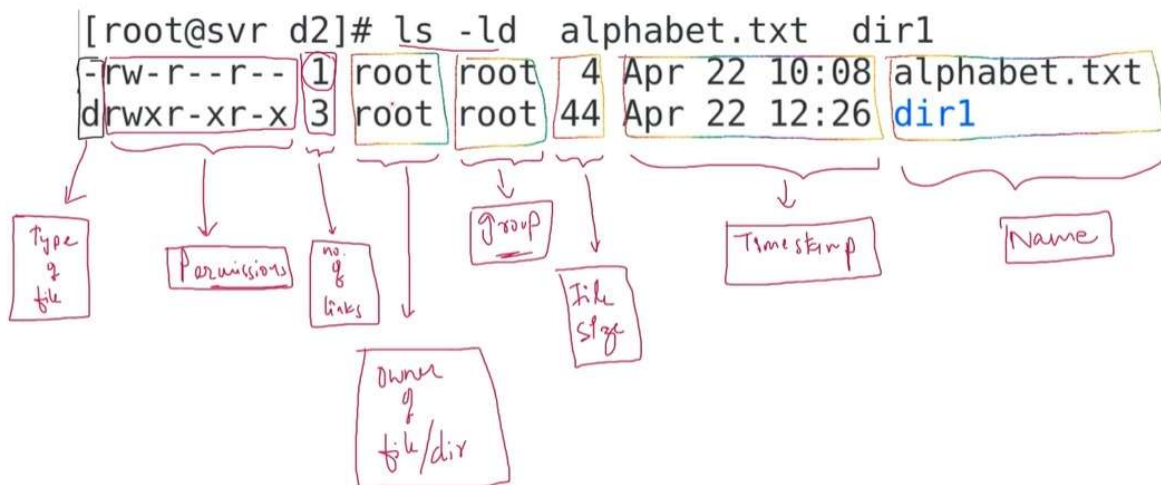 [root@svr d2]# ls -ld alphabet.txt dir1
-rw-r--r-- 1 root root 4 Apr 22 10:08 alphabet.txt
drwxr-xr-x 3 root root 44 Apr 22 12:26 dir1
Type
of
file
Permissions
no.
of
links
Owner
of
file/dir
group
File
size
Timestamp
Name